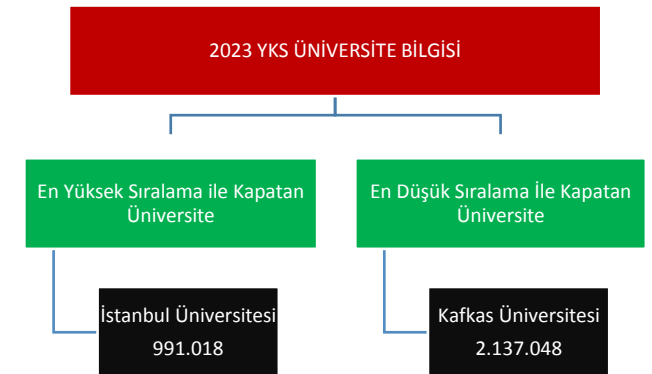 2023 YKS ÜNİVERSİTE BİLGİSİ
En Yüksek Sıralama ile Kapatan
Üniversite
En Düşük Sıralama İle Kapatan
Üniversite
İstanbul Üniversitesi
991.018
Kafkas Üniversitesi
2.137.048